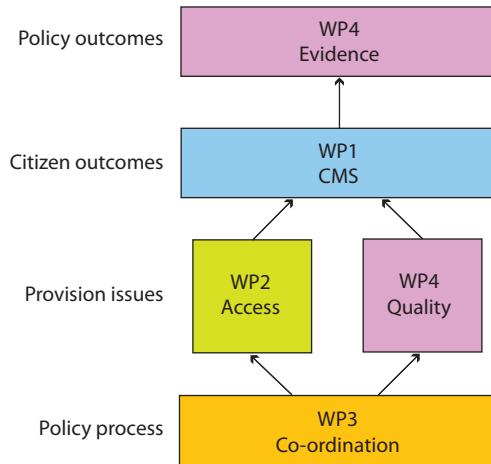 Policy outcomes
WP4
Evidence
Citizen outcomes
WP1
CMS
Provision issues
WP2
Access
WP4
Quality
Policy process
WP3
Co-ordination